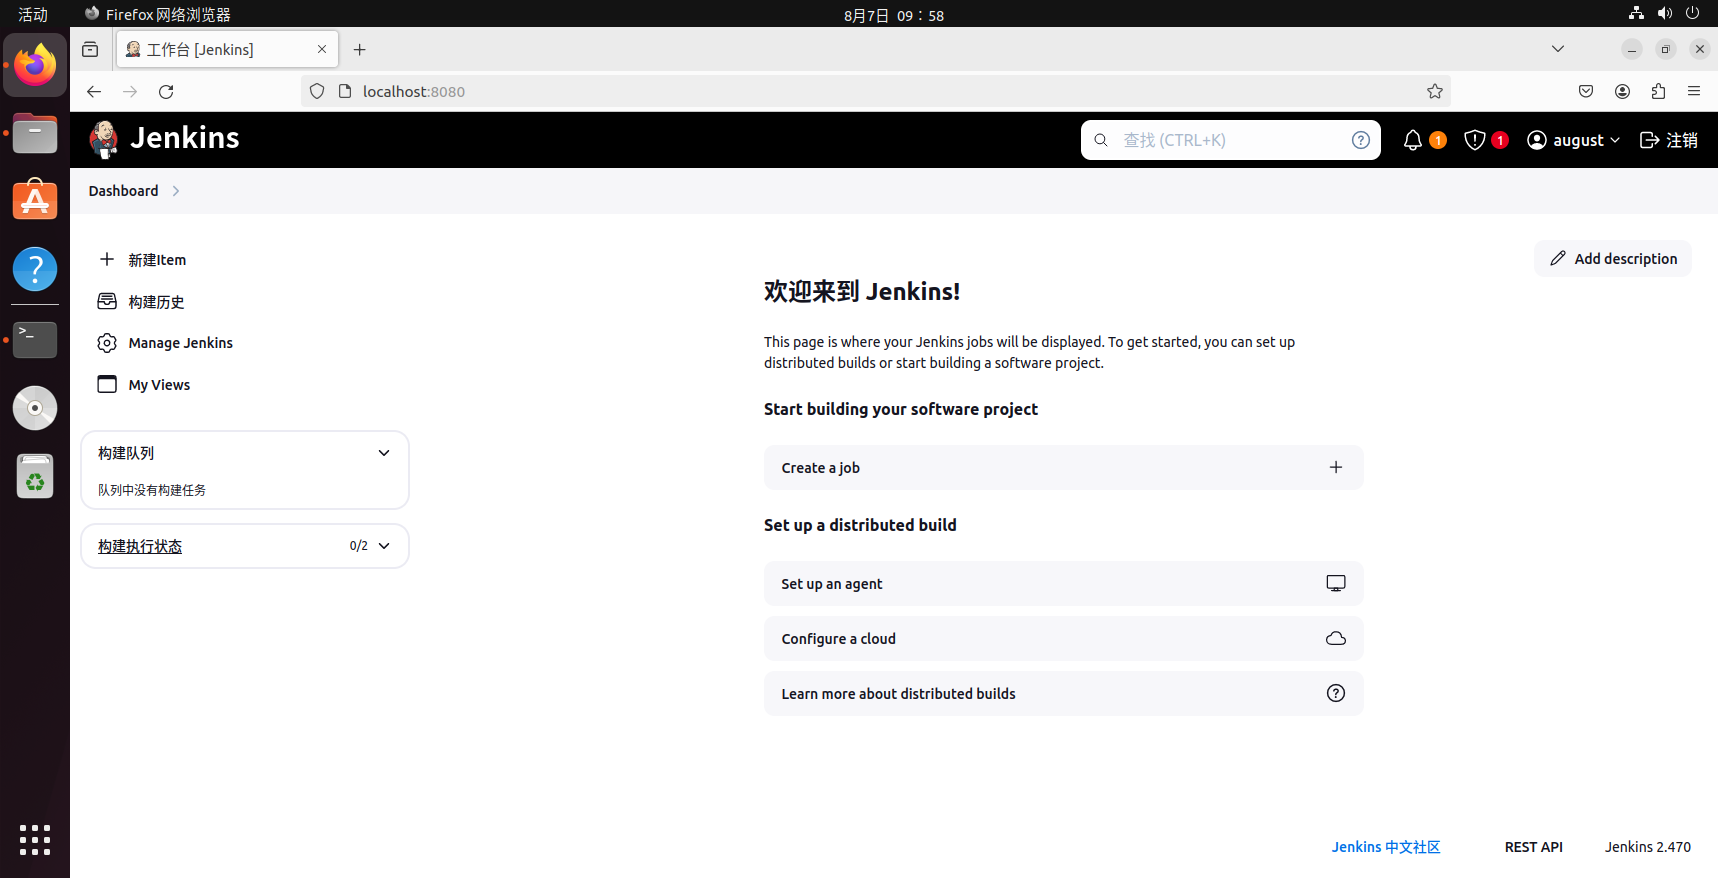 活动
Firefox 网络浏览器
8月7日 09：58
工作台 [Jenkins]
localhost:8080
Jenkins
查找 (CTRL+K)
1
1
august
注销
Dashboard
新建Item
构建历史
Manage Jenkins
My Views
构建队列
队列中没有构建任务
构建执行状态
0/2
Add description
欢迎来到 Jenkins!
This page is where your Jenkins jobs will be displayed. To get started, you can set up
distributed builds or start building a software project.
Start building your software project
Create a job
Set up a distributed build
Set up an agent
Configure a cloud
Learn more about distributed builds
Jenkins 中文社区
REST API
Jenkins 2.470